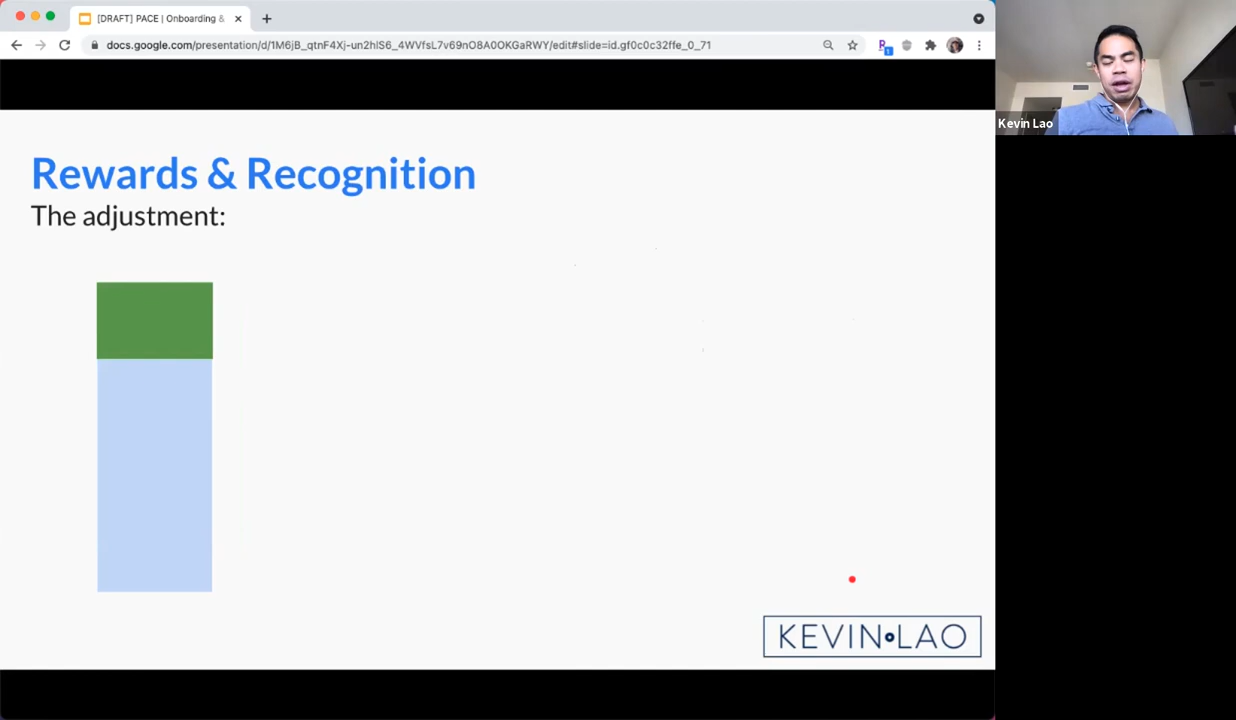 [DRAFT] PACE | Onboarding &
docs.google.com/presentation/d/1M6jB_qtnF4Xj-un2hlS6_4WVfsL7v69nO8A0OKGaRWY/edit#slide=id.gf0c0c32ffe_0_71
Kevin Lao
Rewards & Recognition
The adjustment:
KEVIN LAO